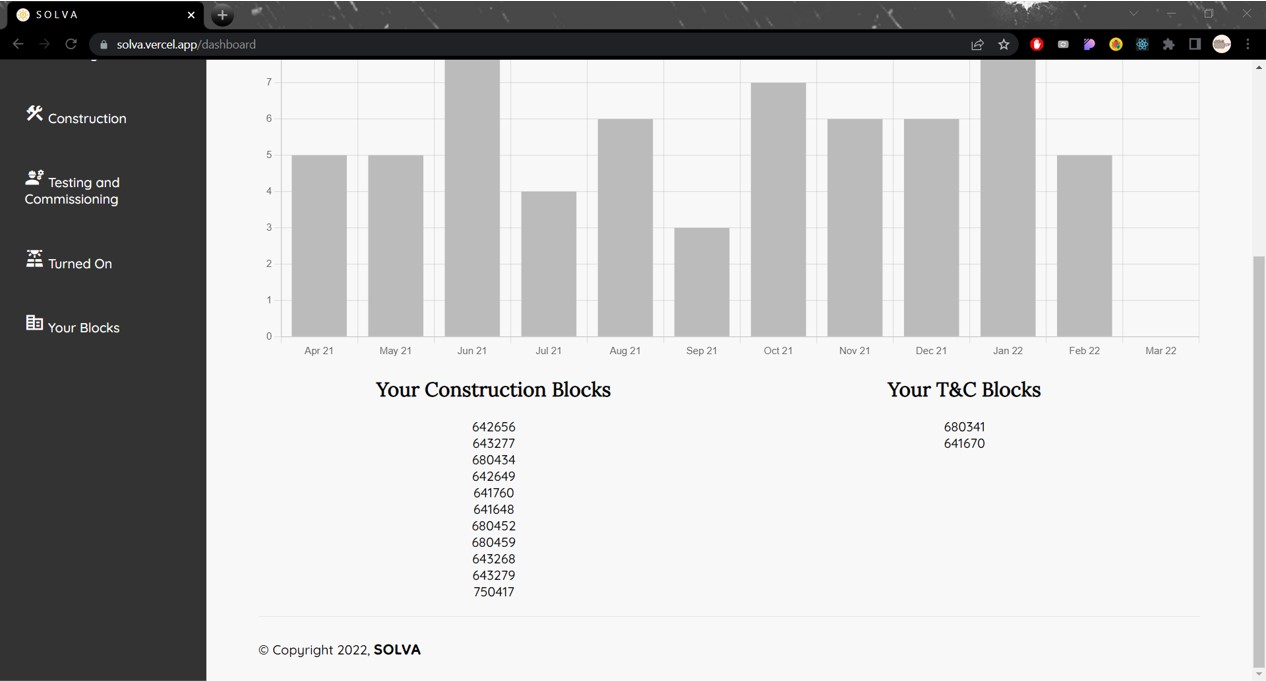 SOLVA
solva.vercel.app/dashboard
Construction
Testing and
Commissioning
Turned On
Your Blocks
7
6
5
4
3
2
1
0
Apr 21 May 21 Jun 21 Jul 21 Aug 21 Sep 21 Oct 21 Nov 21 Dec 21 Jan 22 Feb 22 Mar 22
Your Construction Blocks
642656
643277
680434
642649
641760
641648
680452
680459
643268
643279
750417
Your T&C Blocks
680341
641670
© Copyright 2022, SOLVA